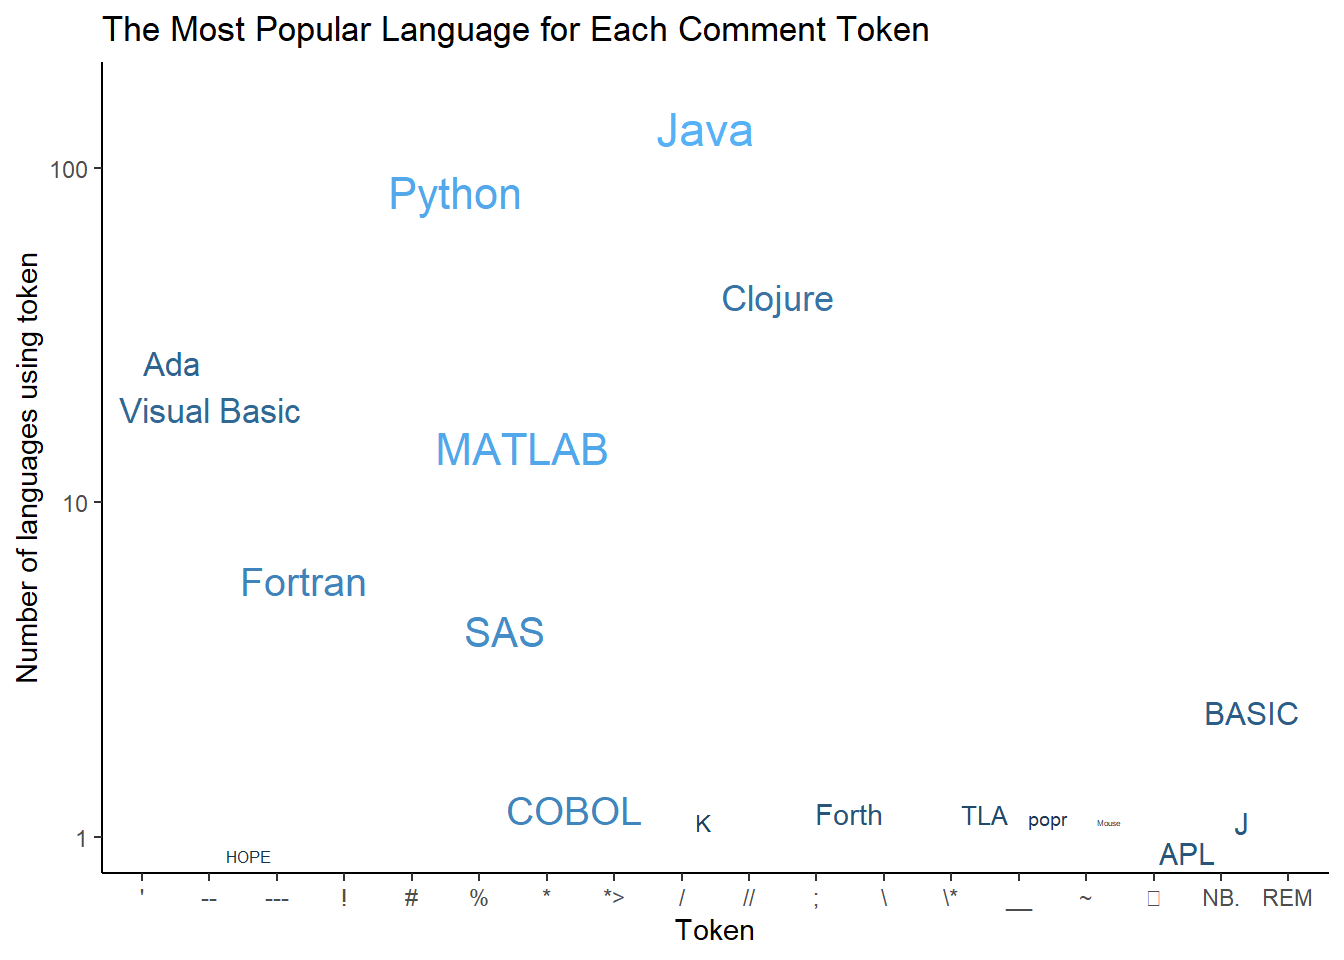 The Most Popular Language for Each Comment Token
Java
100
Python
Clojure
Ada
Visual Basic
MATLAB
10
Fortran
SAS
BASIC
COBOL
K
Forth
TLA
popr
Mouse
J
1
HOPE
APL
' -- --- ! # % * *> / // ; \ \* __ ~ NB. REM
Token
Number of languages using token